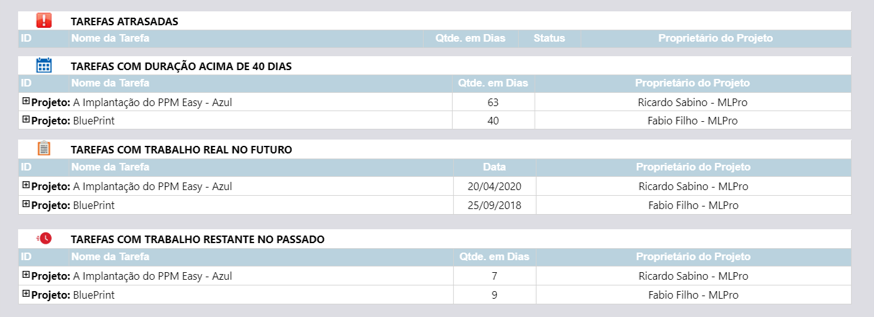 TAREFAS ATRASADAS
ID Nome da Tarefa Qtde. em Dias Status Proprietário do Projeto
TAREFAS COM DURAÇÃO ACIMA DE 40 DIAS
ID Nome da Tarefa Qtde. em Dias Proprietário do Projeto
Projeto: A Implantação do PPM Easy - Azul 63 Ricardo Sabino - MLPro
Projeto: BluePrint 40 Fabio Filho - MLPro
TAREFAS COM TRABALHO REAL NO FUTURO
ID Nome da Tarefa Data Proprietário do Projeto
Projeto: A Implantação do PPM Easy - Azul 20/04/2020 Ricardo Sabino - MLPro
Projeto: BluePrint 25/09/2018 Fabio Filho - MLPro
TAREFAS COM TRABALHO RESTANTE NO PASSADO
ID Nome da Tarefa Qtde. em Dias Proprietário do Projeto
Projeto: A Implantação do PPM Easy - Azul 7 Ricardo Sabino - MLPro
Projeto: BluePrint 9 Fabio Filho - MLPro